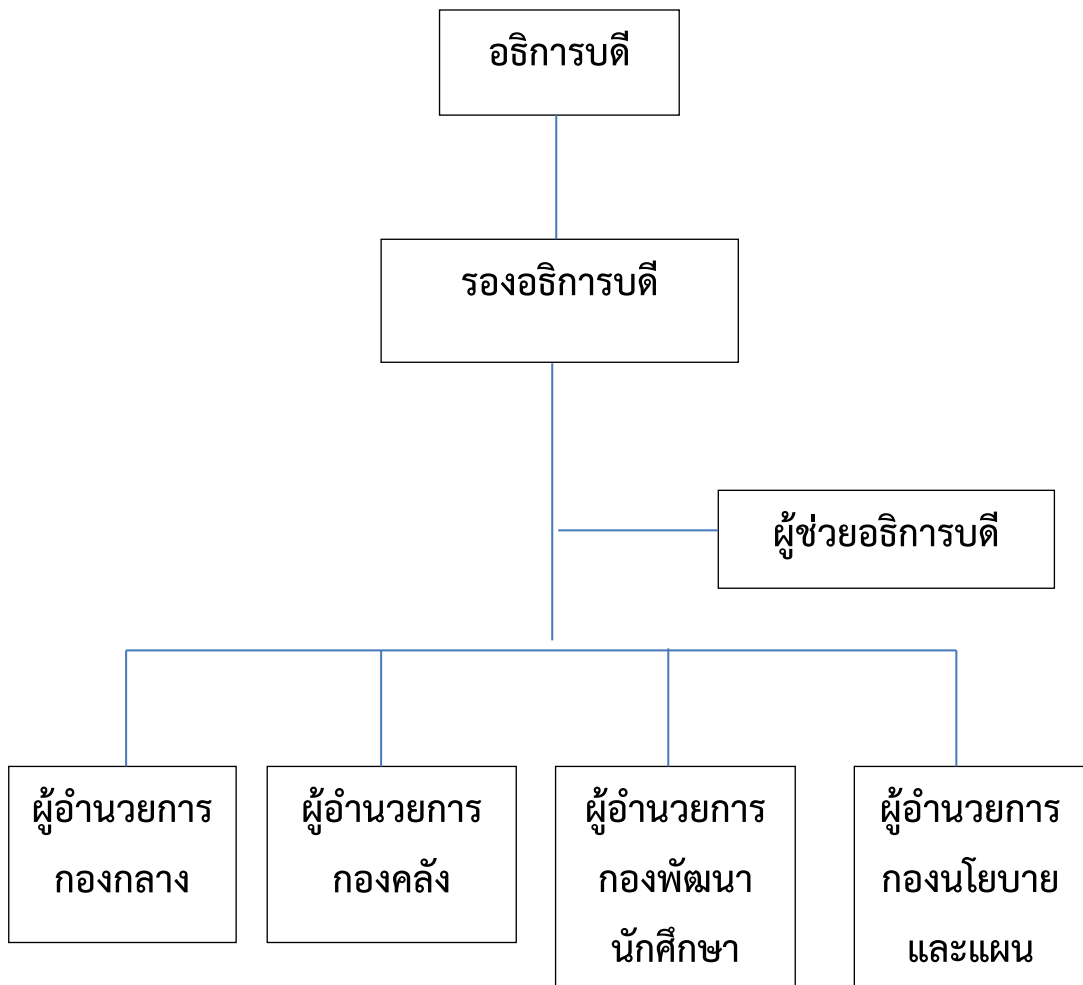 อธิการบดี
รองอธิการบดี
ผู้ช่วยอธิการบดี
ผู้อำนวยการ
กองกลาง
ผู้อำนวยการ
กองคลัง
ผู้อำนวยการ
กองพัฒนา
นักศึกษา
ผู้อำนวยการ
กองนโยบาย
และแผน